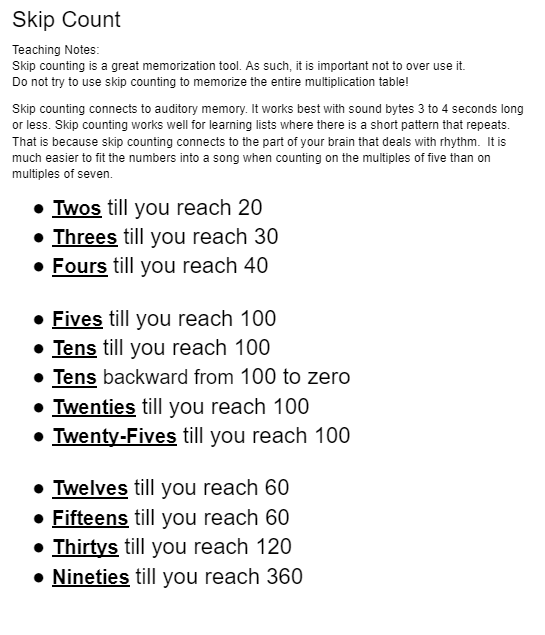 Skip Count
Teaching Notes:
Skip counting is a great memorization tool. As such, it is important not to over use it.
Do not try to use skip counting to memorize the entire multiplication table!
Skip counting connects to auditory memory. It works best with sound bytes 3 to 4 seconds long
or less. Skip counting works well for learning lists where there is a short pattern that repeats.
That is because skip counting connects to the part of your brain that deals with rhythm.  It is
much easier to fit the numbers into a song when counting on the multiples of five than on
multiples of seven.
● Twos till you reach 20
● Threes till you reach 30
● Fours till you reach 40
● Fives till you reach 100
● Tens till you reach 100
● Tens backward from 100 to zero
● Twenties till you reach 100
● Twenty-Fives till you reach 100
● Twelves till you reach 60
● Fifteens till you reach 60
● Thirtys till you reach 120
● Nineties till you reach 360